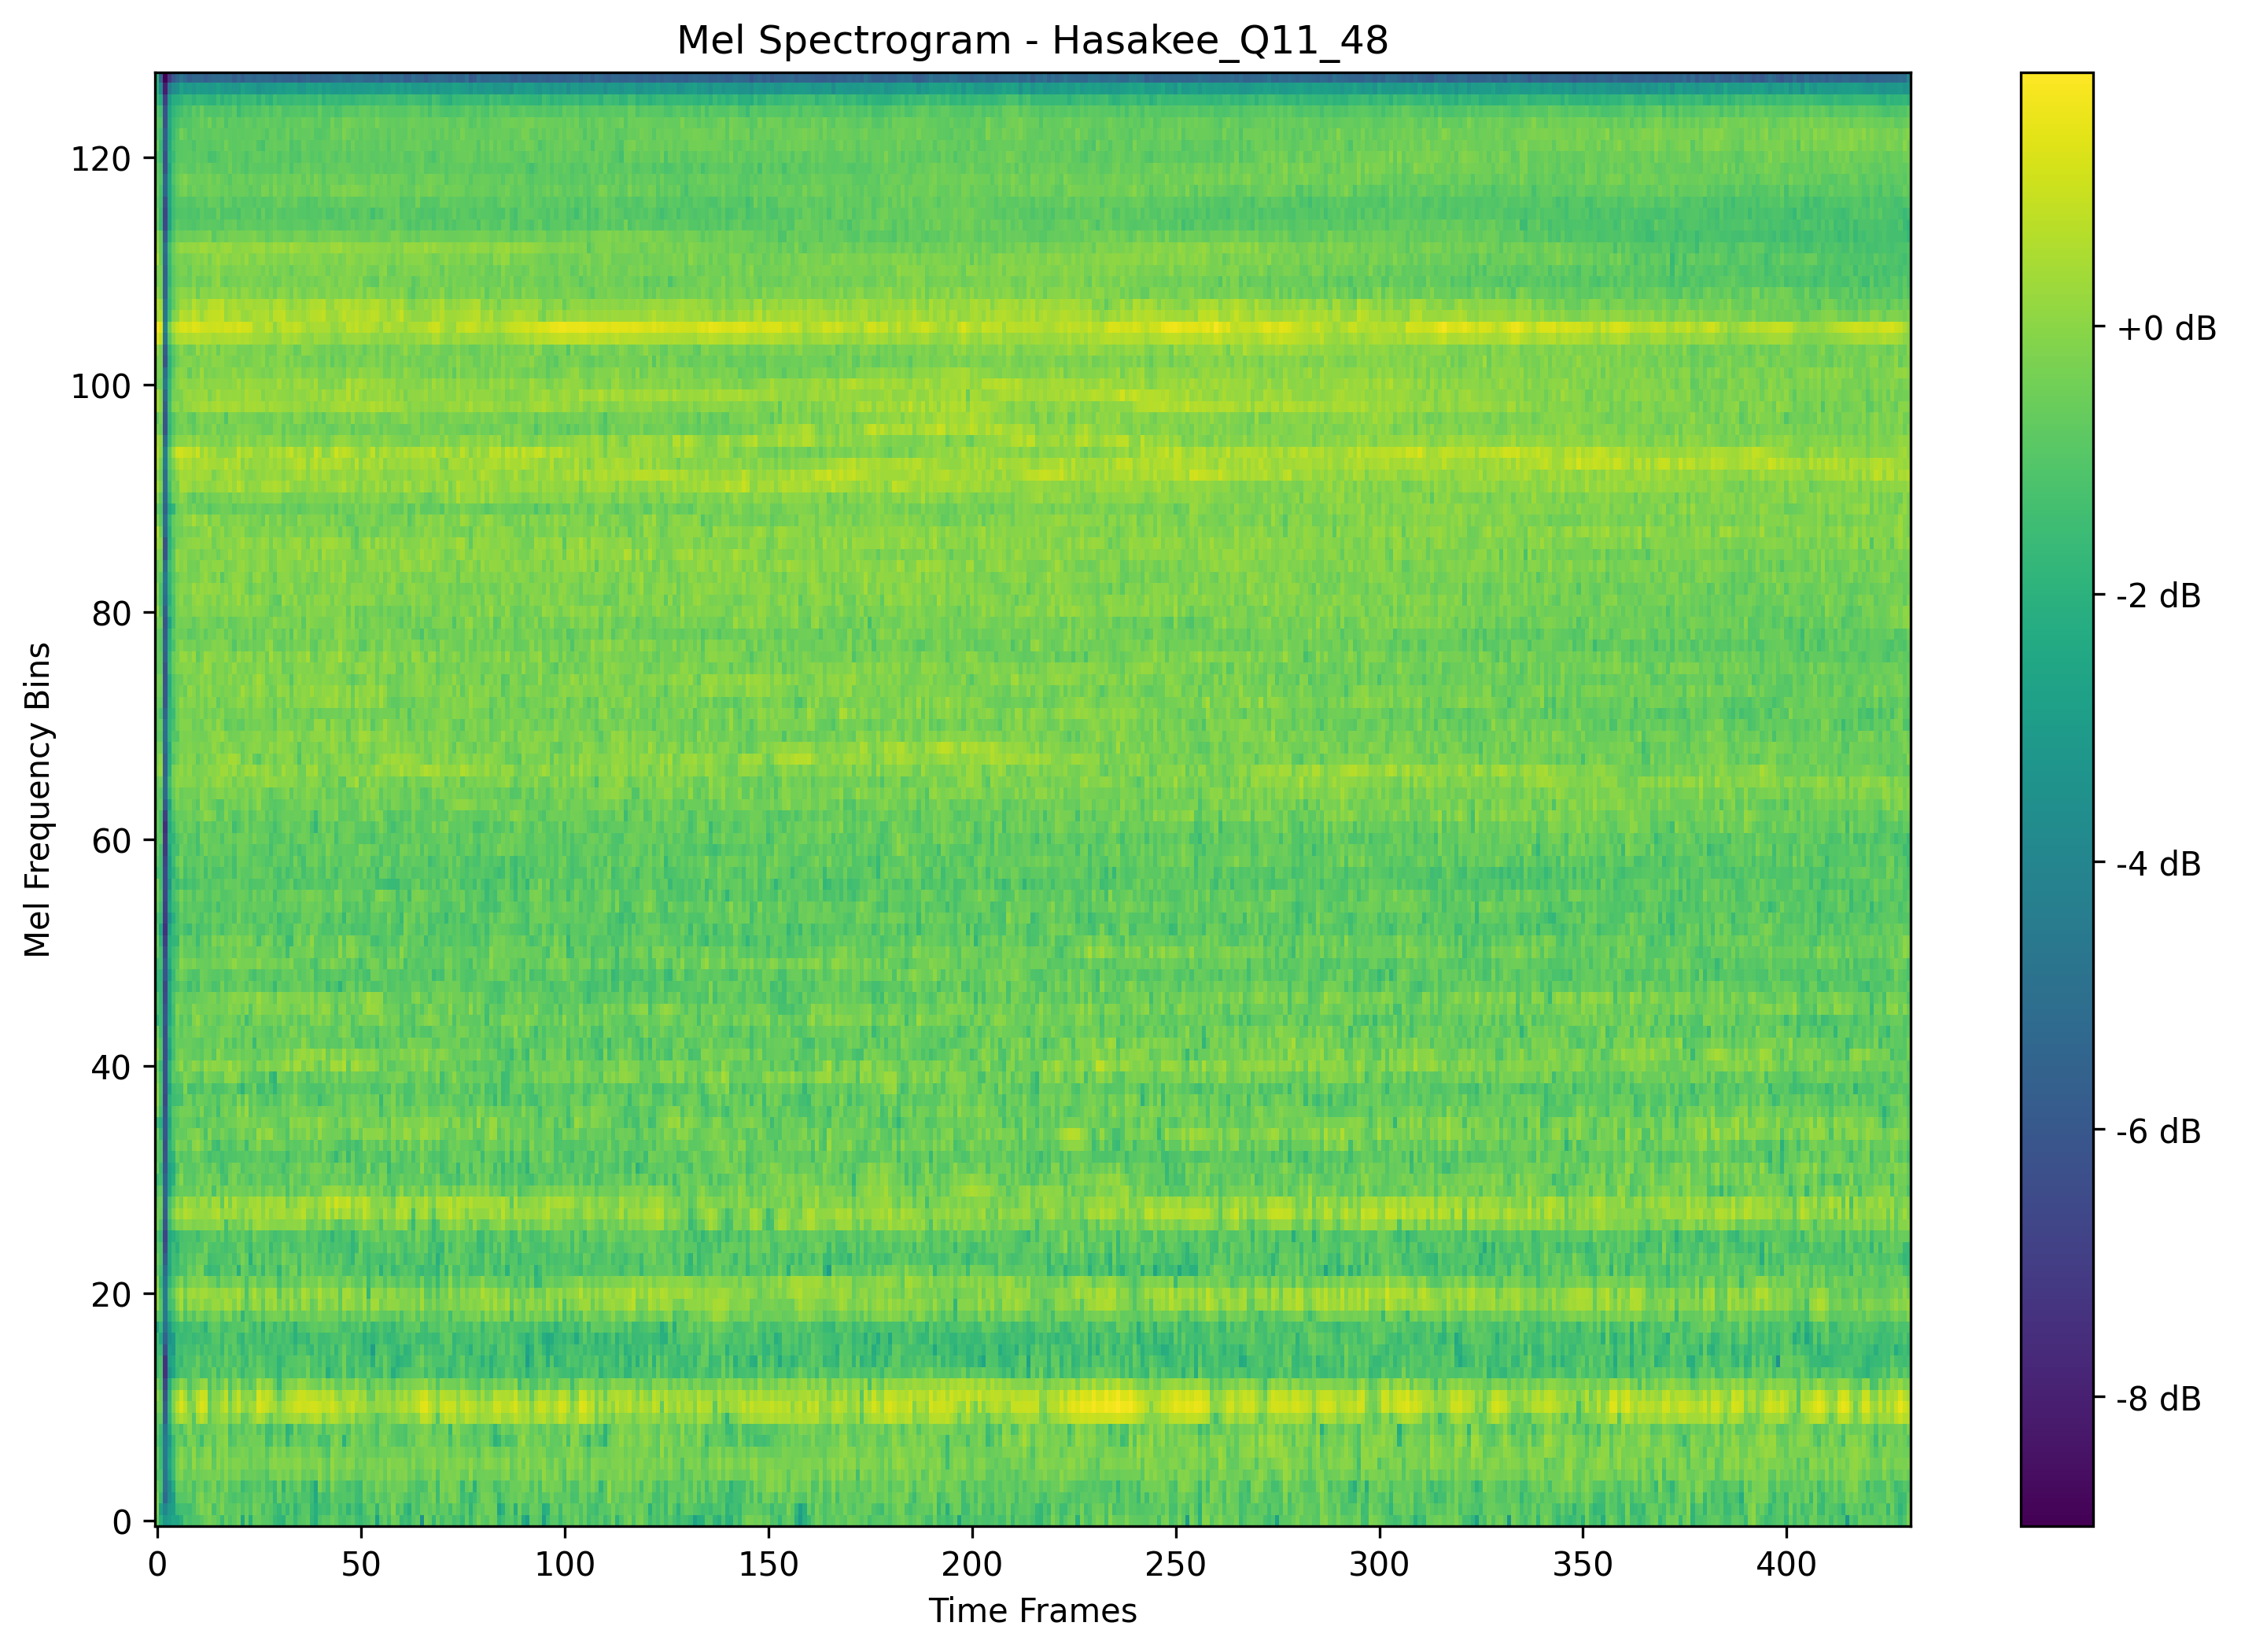 Mel Spectrogram - Hasakee_Q11_48
Mel Frequency Bins
120
100
80
60
40
20
0
0 50 100 150 200 250 300 350 400
Time Frames
+0 dB
-2 dB
-4 dB
-6 dB
-8 dB